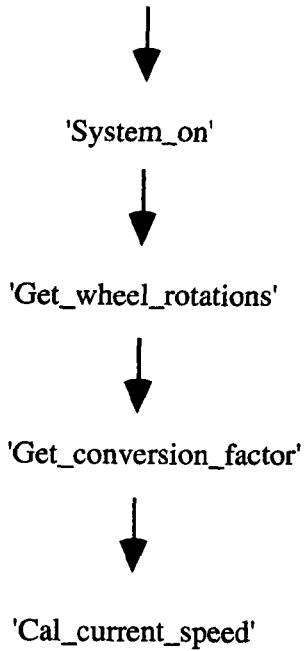 'System_on'
'Get_wheel_rotations'
'Get_conversion_factor'
'Cal_current_speed'